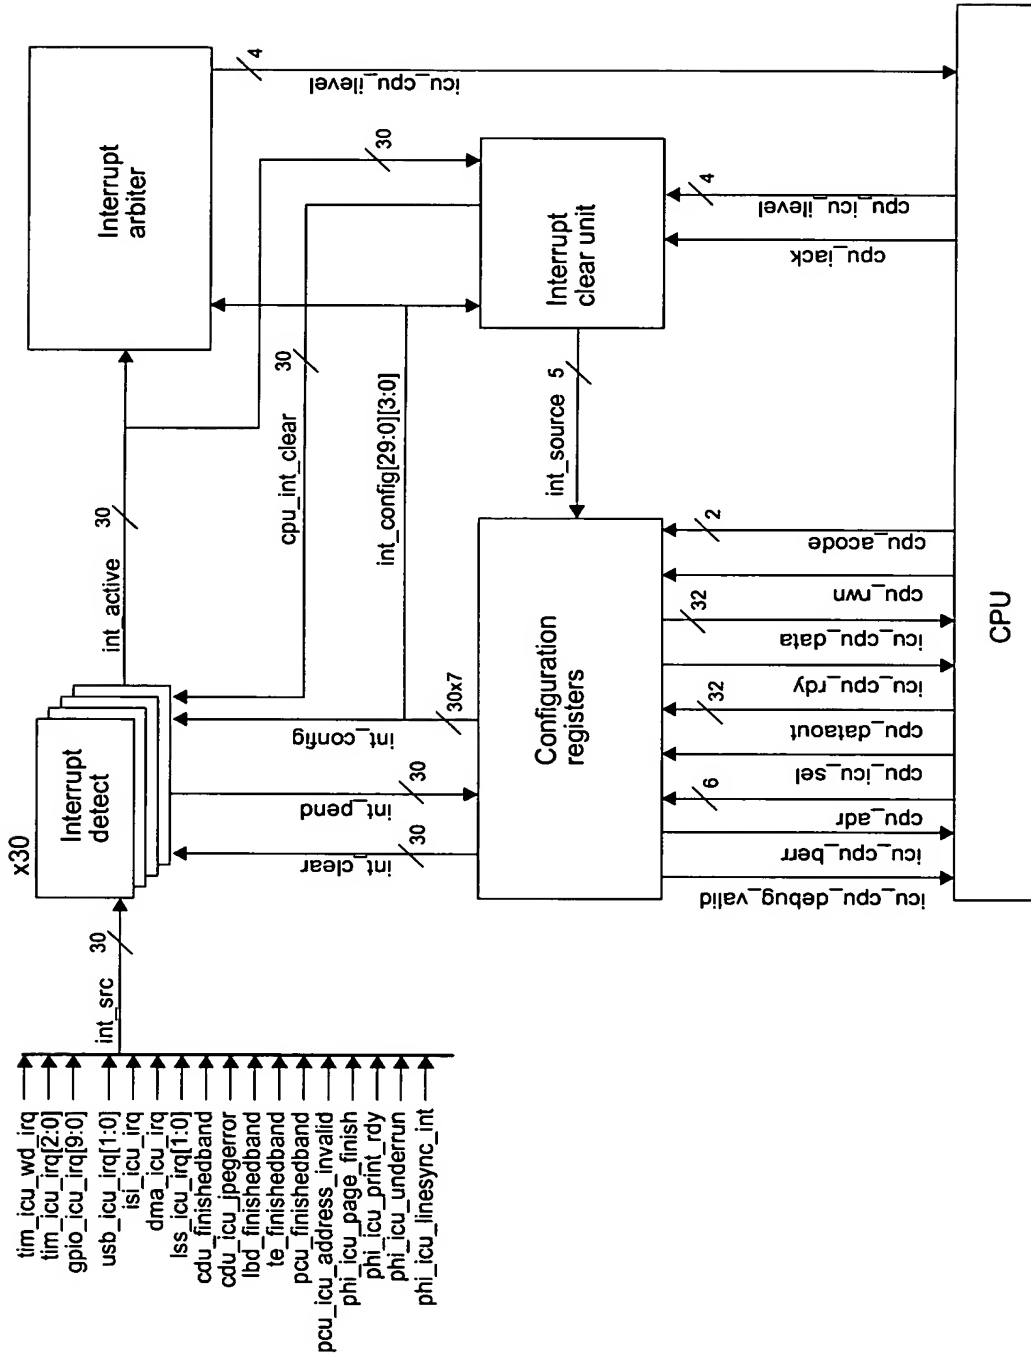 tim_icu_wd_irq
tim_icu_irq[2:0]
gpio_icu_irq[9:0]
usb_icu_irq[1:0]
isi_icu_irq
dma_icu_irq
lss_icu_irq[1:0]
cdu_finishedband
cdu_icu_jpegerror
lbd_finishedband
te_finishedband
pcu_finishedband
pcu_icu_address_invalid
phi_icu_page_finish
phi_icu_print_rdy
phi_icu_underrun
phi_icu_linesync_int
int_src
30
x30
Interrupt
detect
int_active
30
Interrupt
arbiter
4
icu_cpu_ilevel
30
cpu_int_clear
30
int_config[29:0][3:0]
int_clear
30
int_pend
30
int_config
30x7
Interrupt
clear unit
int_source
5
cpu_iack
cpu_icu_ilevel
4
Configuration
registers
icu_cpu_debug_valid
icu_cpu_berr
cpu_adr
6
cpu_icu_sel
cpu_dataout
32
icu_cpu_rdy
icu_cpu_data
32
cpu_rwn
cpu_acode
2
CPU